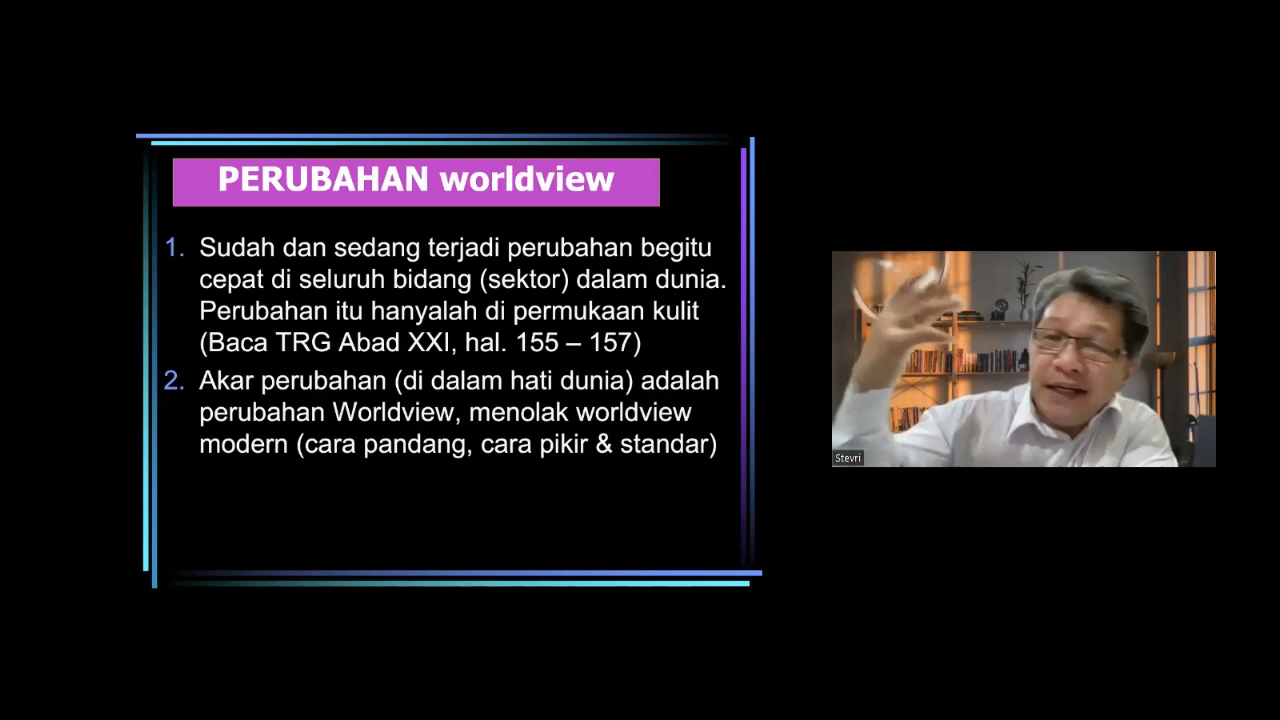 PERUBAHAN worldview
1. Sudah dan sedang terjadi perubahan begitu
cepat di seluruh bidang (sektor) dalam dunia.
Perubahan itu hanyalah di permukaan kulit
(Baca TRG Abad XXI, hal. 155 – 157)
2. Akar perubahan (di dalam hati dunia) adalah
perubahan Worldview, menolak worldview
modern (cara pandang, cara pikir & standar)
Stevri